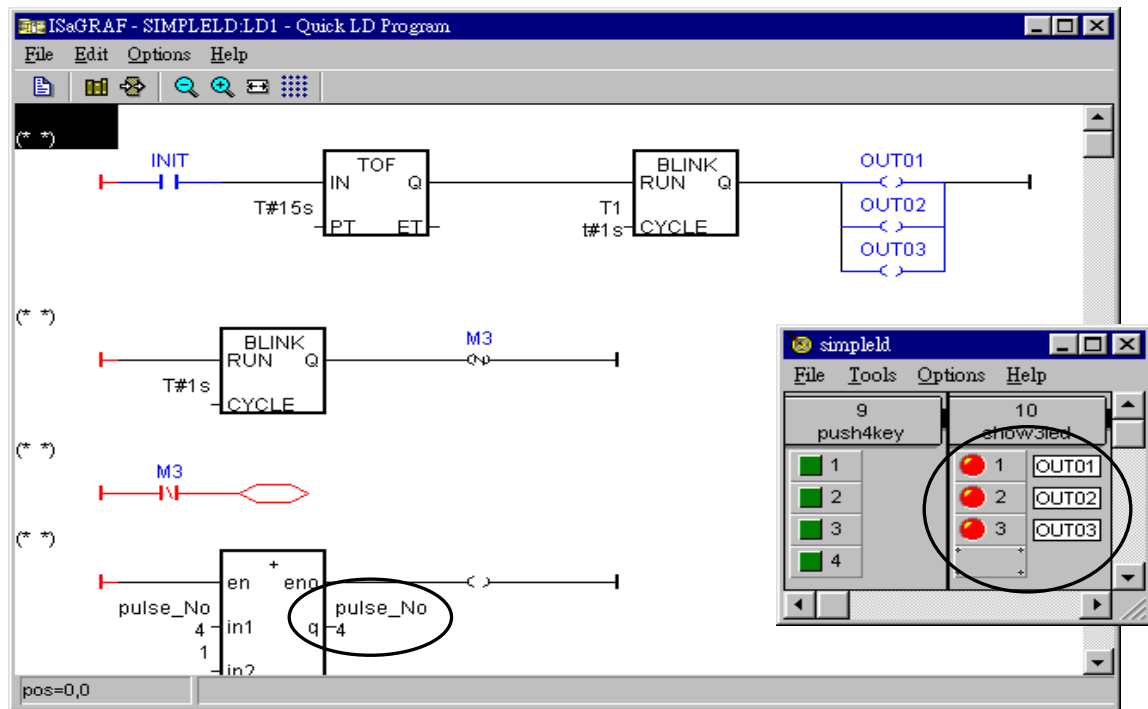 ISaGRAF - SIMPLELD:LD1 - Quick LD Program
File Edit Options Help
(* *)
INIT
TOF
IN Q
T#15s
PT ET
BLINK
RUN Q
T1
t#1s CYCLE
OUT01
OUT02
OUT03
(* *)
BLINK
RUN Q
T#1s
CYCLE
M3
(* *)
M3
(* *)
+
en eno
pulse_No
4 in1
1
in2
pulse_No
q 4
pos=0,0
simpleld
File Tools Options Help
9
push4key
10
show3led
1
2
3
4
1 OUT01
2 OUT02
3 OUT03